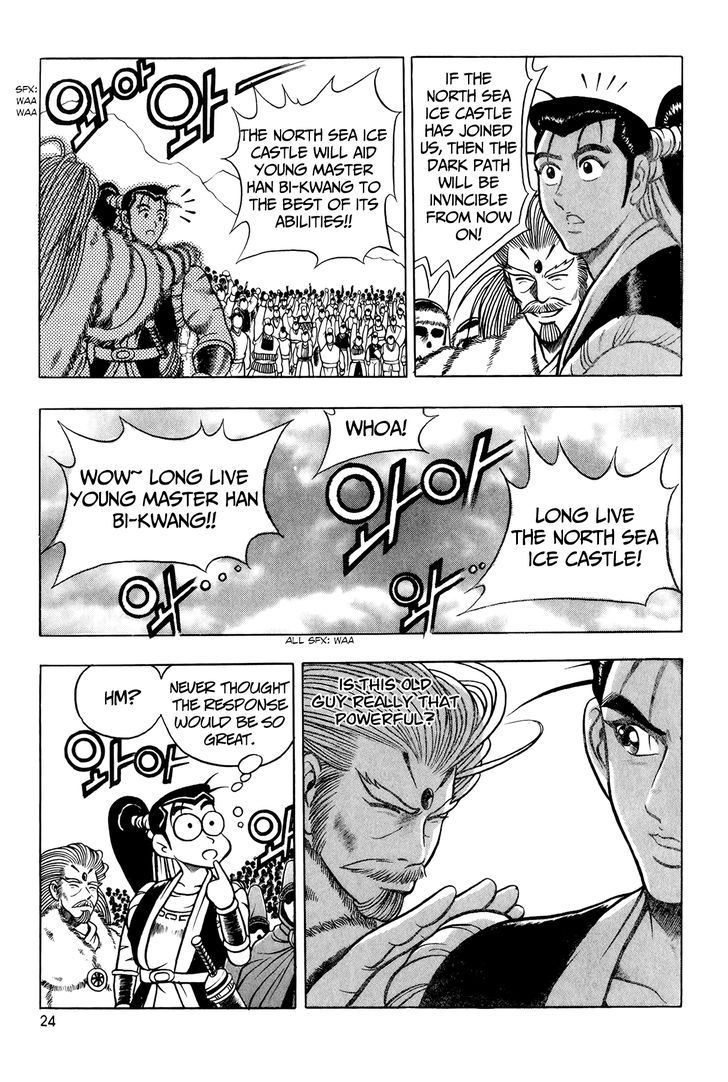 SFX:
WAA
WAA
와아
와
THE NORTH SEA ICE
CASTLE WILL AID
YOUNG MASTER
HAN BI-KWANG TO
THE BEST OF ITS
ABILITIES!!
IF THE
NORTH SEA
ICE CASTLE
HAS JOINED
US, THEN THE
DARK PATH
WILL BE
INVINCIBLE
FROM NOW
ON!
WOW~ LONG LIVE
YOUNG MASTER HAN
BI-KWANG!!
WHOA!
와아
LONG LIVE
THE NORTH SEA
ICE CASTLE!
와
와
ALL SFX: WAA
HM?
NEVER THOUGHT
THE RESPONSE
WOULD BE SO
GREAT.
와아
와
IS THIS OLD
GUY REALLY THAT
POWERFUL?
24